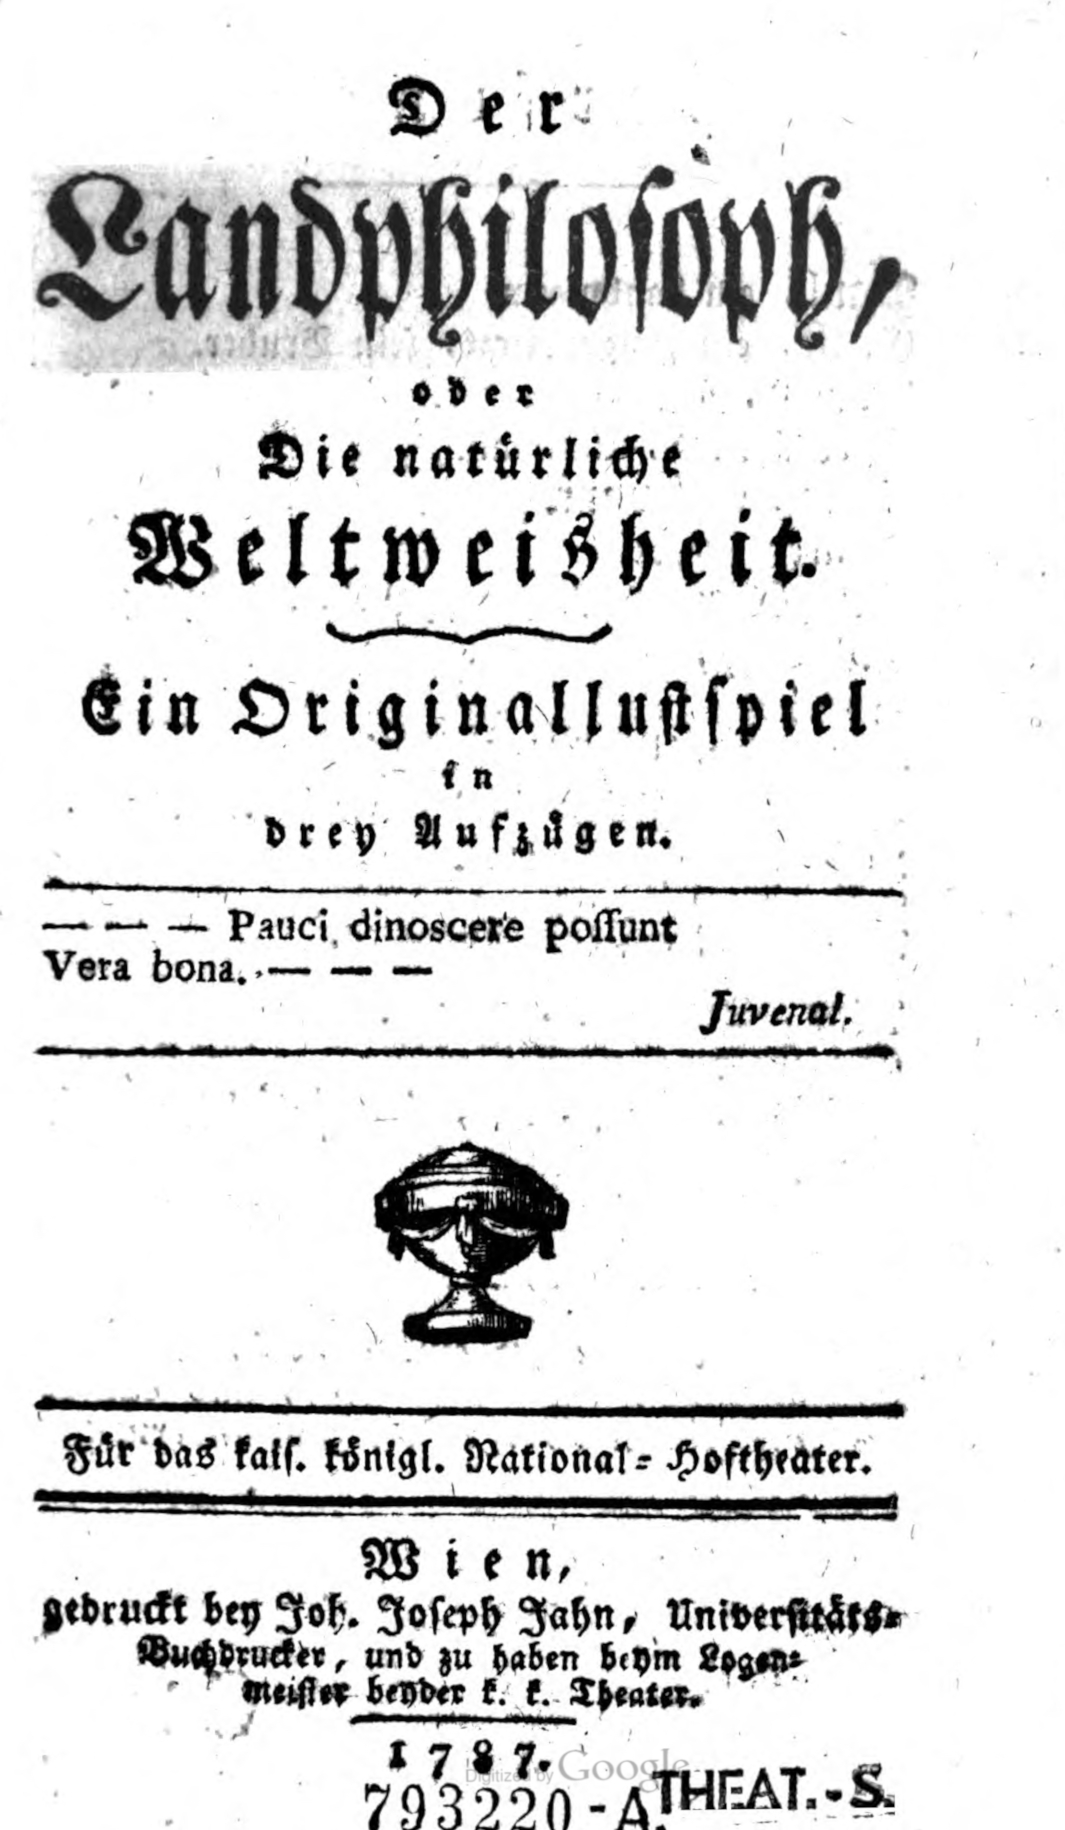 Der
Landphiloſoph,
oder
Die natürliche
Weltweisheit.
Ein Originalluſtſpiel
in
drey Aufzügen.
— — — Pauci dinoscere poſſunt
Vera bona. — — —
Juvenal.
Für das kaiſ. königl. National-Hoftheater.
Wien,
gedruckt bey Joh. Joſeph Jahn, Univerſitäts-
Buchdrucker, und zu haben beym Logen-
meiſter beyder k. k. Theater.
1787.
Digitized by Google
793220-A.
THEAT.-S.